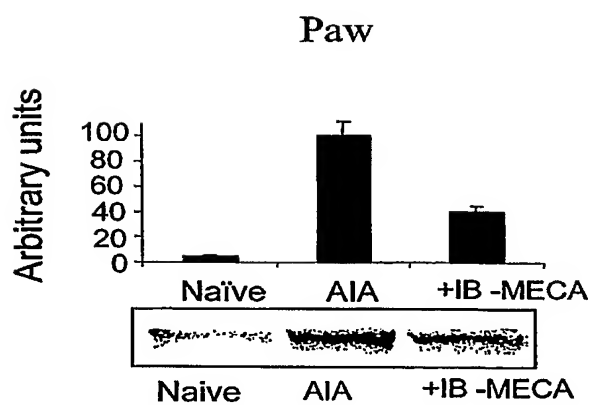 Paw
Arbitrary units
100
80
60
40
20
0
Naïve AIA +IB -MECA
Naive AIA +IB -MECA